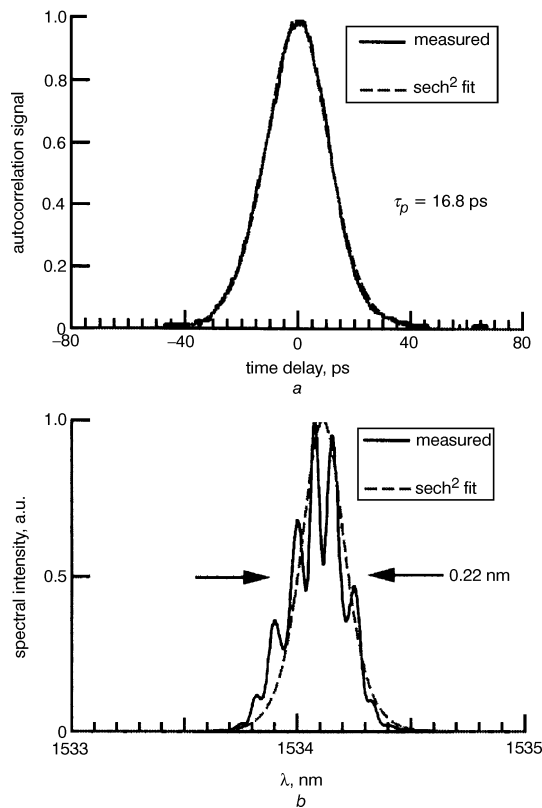 1.0
0.8
0.6
0.4
0.2
0
autocorrelation signal
measured
sech² fit
τp = 16.8 ps
−80
−40
0
40
80
time delay, ps
a
1.0
0.5
0
spectral intensity, a.u.
measured
sech² fit
0.22 nm
1533
1534
1535
λ, nm
b